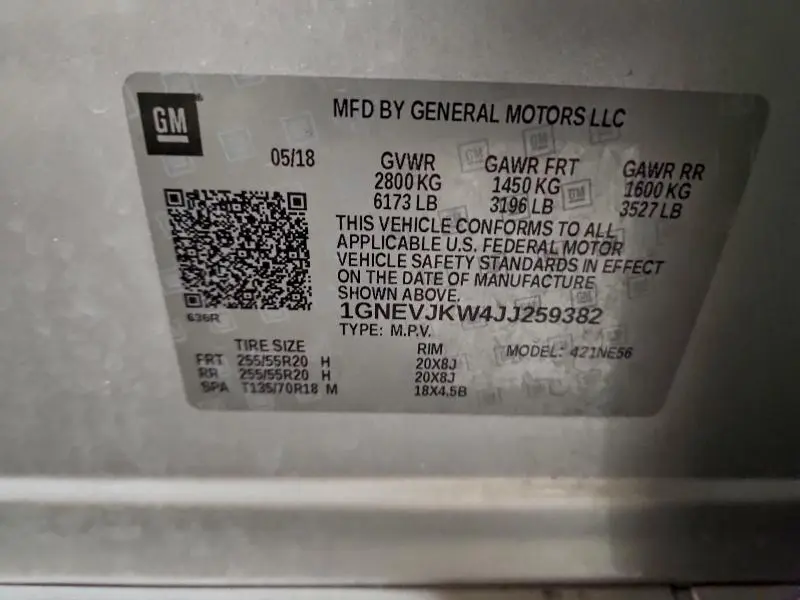 GM
MFD BY GENERAL MOTORS LLC
05/18 GVWR GAWR FRT GAWR RR
2800 KG 1450 KG 1600 KG
6173 LB 3196 LB 3527 LB
THIS VEHICLE CONFORMS TO ALL
APPLICABLE U.S. FEDERAL MOTOR
VEHICLE SAFETY STANDARDS IN EFFECT
ON THE DATE OF MANUFACTURE
SHOWN ABOVE.
636R
1GNEVJKW4JJ259382
TYPE: M.P.V.
TIRE SIZE RIM MODEL: 421NE56
FRT 255/55R20 H 20X8J
RR 255/55R20 H 20X8J
SPA T135/70R18 M 18X4.5B